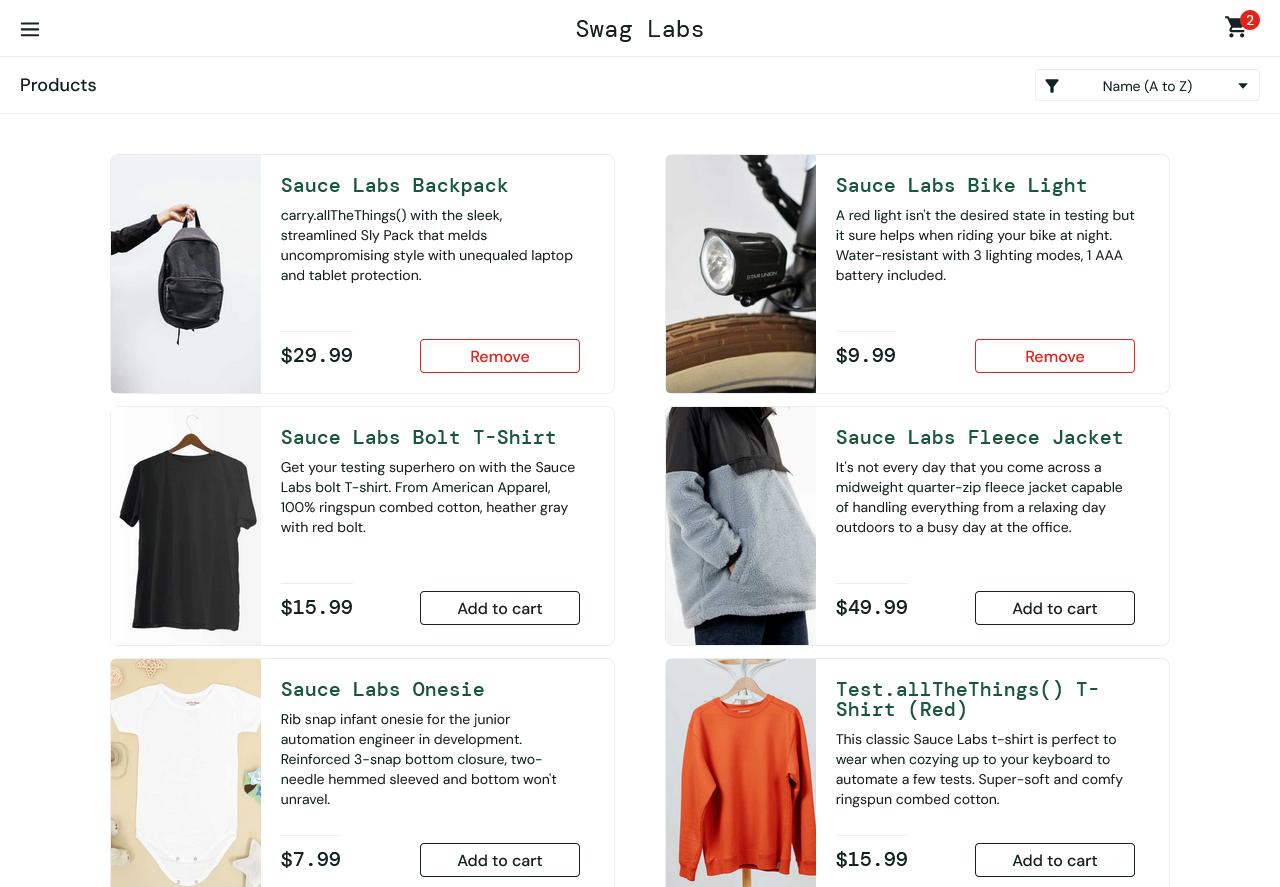 Swag Labs
2
Products
Name (A to Z)
Sauce Labs Backpack
carry.allTheThings() with the sleek,
streamlined Sly Pack that melds
uncompromising style with unequaled laptop
and tablet protection.
$29.99
Remove
Sauce Labs Bike Light
A red light isn't the desired state in testing but
it sure helps when riding your bike at night.
Water-resistant with 3 lighting modes, 1 AAA
battery included.
$9.99
Remove
STAR UNION
Sauce Labs Bolt T-Shirt
Get your testing superhero on with the Sauce
Labs bolt T-shirt. From American Apparel,
100% ringspun combed cotton, heather gray
with red bolt.
$15.99
Add to cart
Sauce Labs Fleece Jacket
It's not every day that you come across a
midweight quarter-zip fleece jacket capable
of handling everything from a relaxing day
outdoors to a busy day at the office.
$49.99
Add to cart
Sauce Labs Onesie
Rib snap infant onesie for the junior
automation engineer in development.
Reinforced 3-snap bottom closure, two-
needle hemmed sleeved and bottom won't
unravel.
$7.99
Add to cart
Test.allTheThings() T-
Shirt (Red)
This classic Sauce Labs t-shirt is perfect to
wear when cozying up to your keyboard to
automate a few tests. Super-soft and comfy
ringspun combed cotton.
$15.99
Add to cart